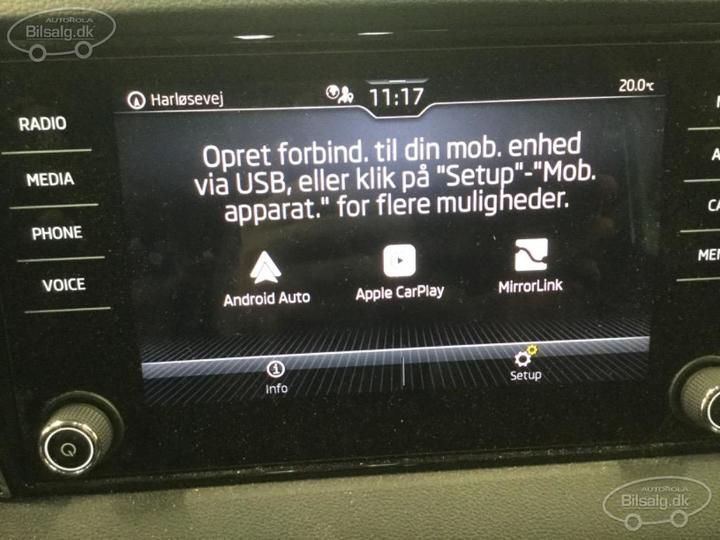 AUTOROLA
Bilsalg.dk
Harløsevej
11:17
20.0°C
RADIO
MEDIA
PHONE
VOICE
Opret forbind. til din mob. enhed
via USB, eller klik på "Setup"-"Mob.
apparat." for flere muligheder.
Android Auto
Apple CarPlay
MirrorLink
Info
Setup
AUTOROLA
Bilsalg.dk